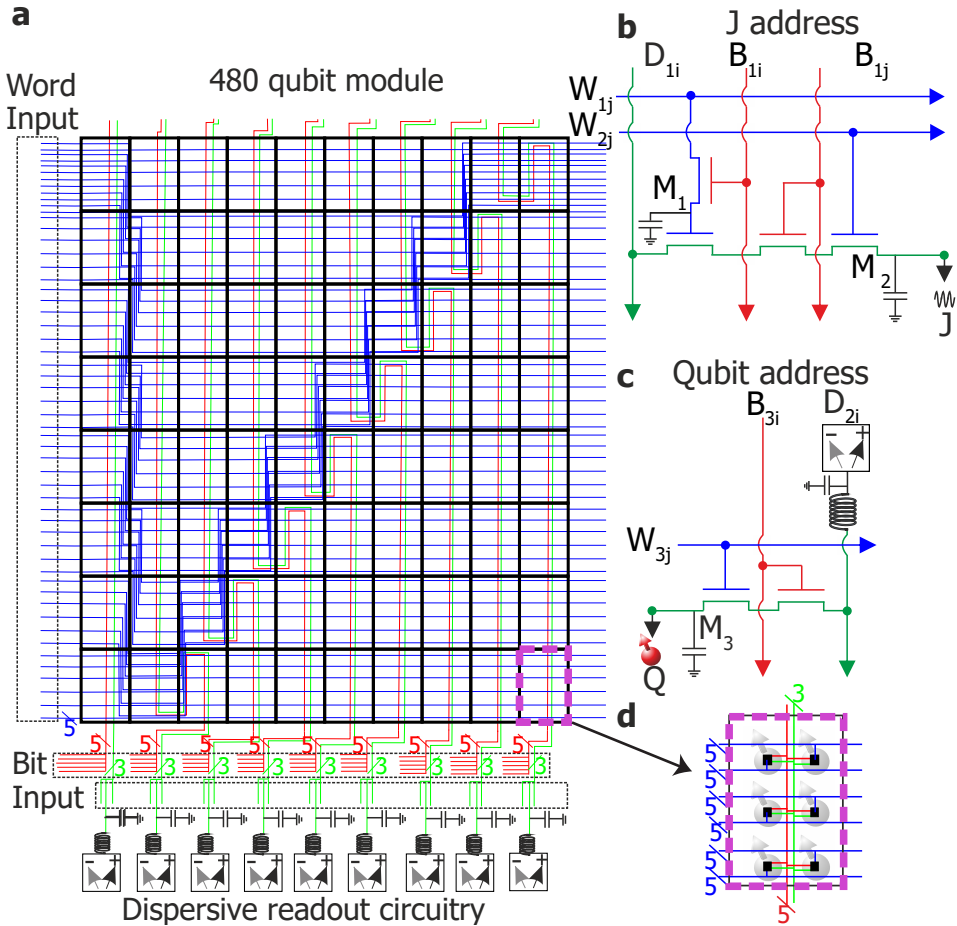 a
480 qubit module
Word
Input
5
5 5 5 5 5 5 5 5 5
Bit
3 3 3 3 3 3 3 3 3
Input
- + - + - + - + - + - + - + - + - +
Dispersive readout circuitry
b
J address
D1i B1i B1j
W1j
W2j
M1
M2
J
c
Qubit address
B3i D2i
- +
W3j
M3
Q
d
3
5
5
5
5
5
5
5